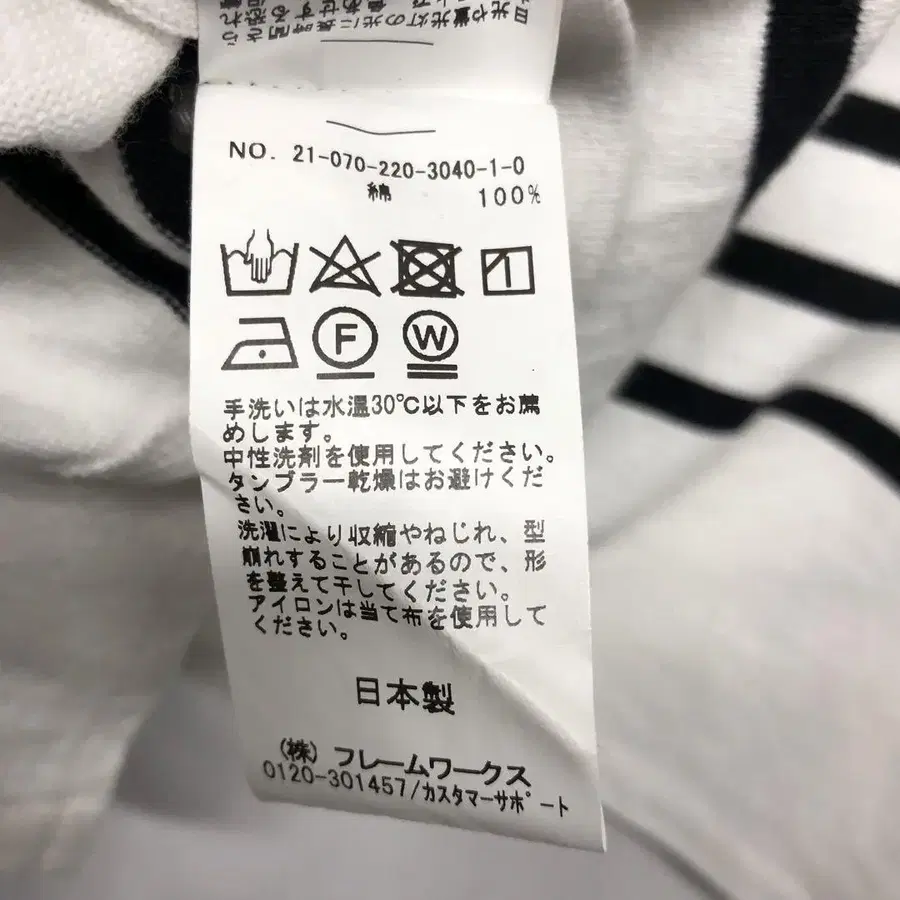 NO. 21-070-220-3040-1-0
綿 100%
F
W
手洗いは水温30℃以下をお薦
めします。
中性洗剤を使用してください。
タンブラー乾燥はお避けくだ
さい。
洗濯により収縮やねじれ、型
崩れすることがあるので、形
を整えて干してください。
アイロンは当て布を使用して
ください。
日本製
(株) フレームワークス
0120-301457/カスタマーサポート